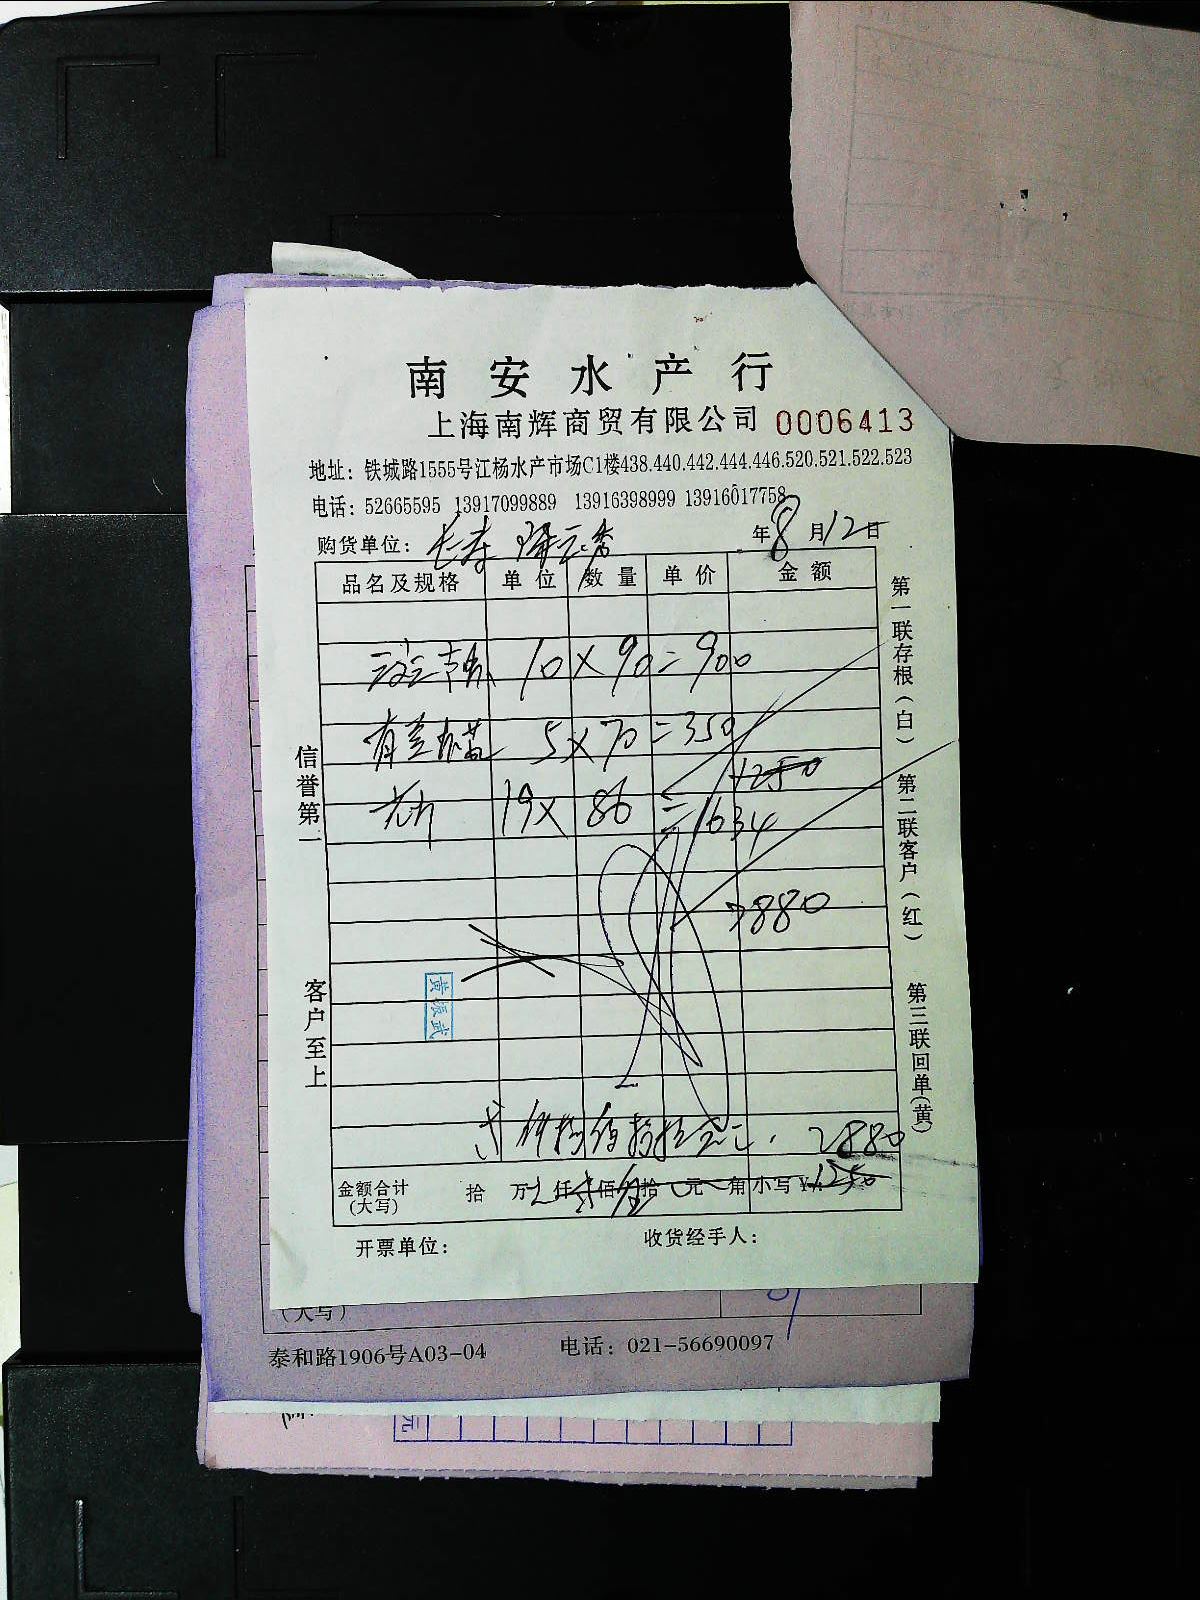 南安水产行
上海南辉商贸有限公司 0006413
地址：铁城路1555号江杨水产市场C1楼438.440.442.444.446.520.521.522.523
电话：52665595 13917099889 13916398999 13916017758
购货单位： 年8月12日
品名及规格 单位 数量 单价 金额
10×90=900
5×70=350
1250
19×86=1634
2880
2880
金额合计(大写) 拾 万 仟 佰 拾 元 角 小写¥ 1250
开票单位： 收货经手人：
信誉第一
客户至上
第一联存根(白)
第二联客户(红)
第三联回单(黄)
黄振武
(大写)
泰和路1906号A03-04 电话：021-56690097
元